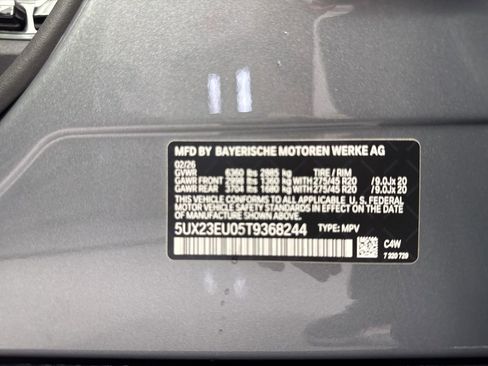 MFD BY BAYERISCHE MOTOREN WERKE AG
02/26
GVWR 6360 lbs 2885 kg TIRE / RIM
GAWR FRONT 2998 lbs 1360 kg WITH 275/45 R20 / 9.0Jx 20
GAWR REAR 3704 lbs 1680 kg WITH 275/45 R20 / 9.0Jx 20
THIS VEHICLE CONFORMS TO ALL APPLICABLE U.S. FEDERAL
MOTOR VEHICLE SAFETY STANDARDS IN EFFECT ON THE DATE OF
MANUFACTURE SHOWN ABOVE.
5UX23EU05T9368244 TYPE: MPV
C4W
7 320 729